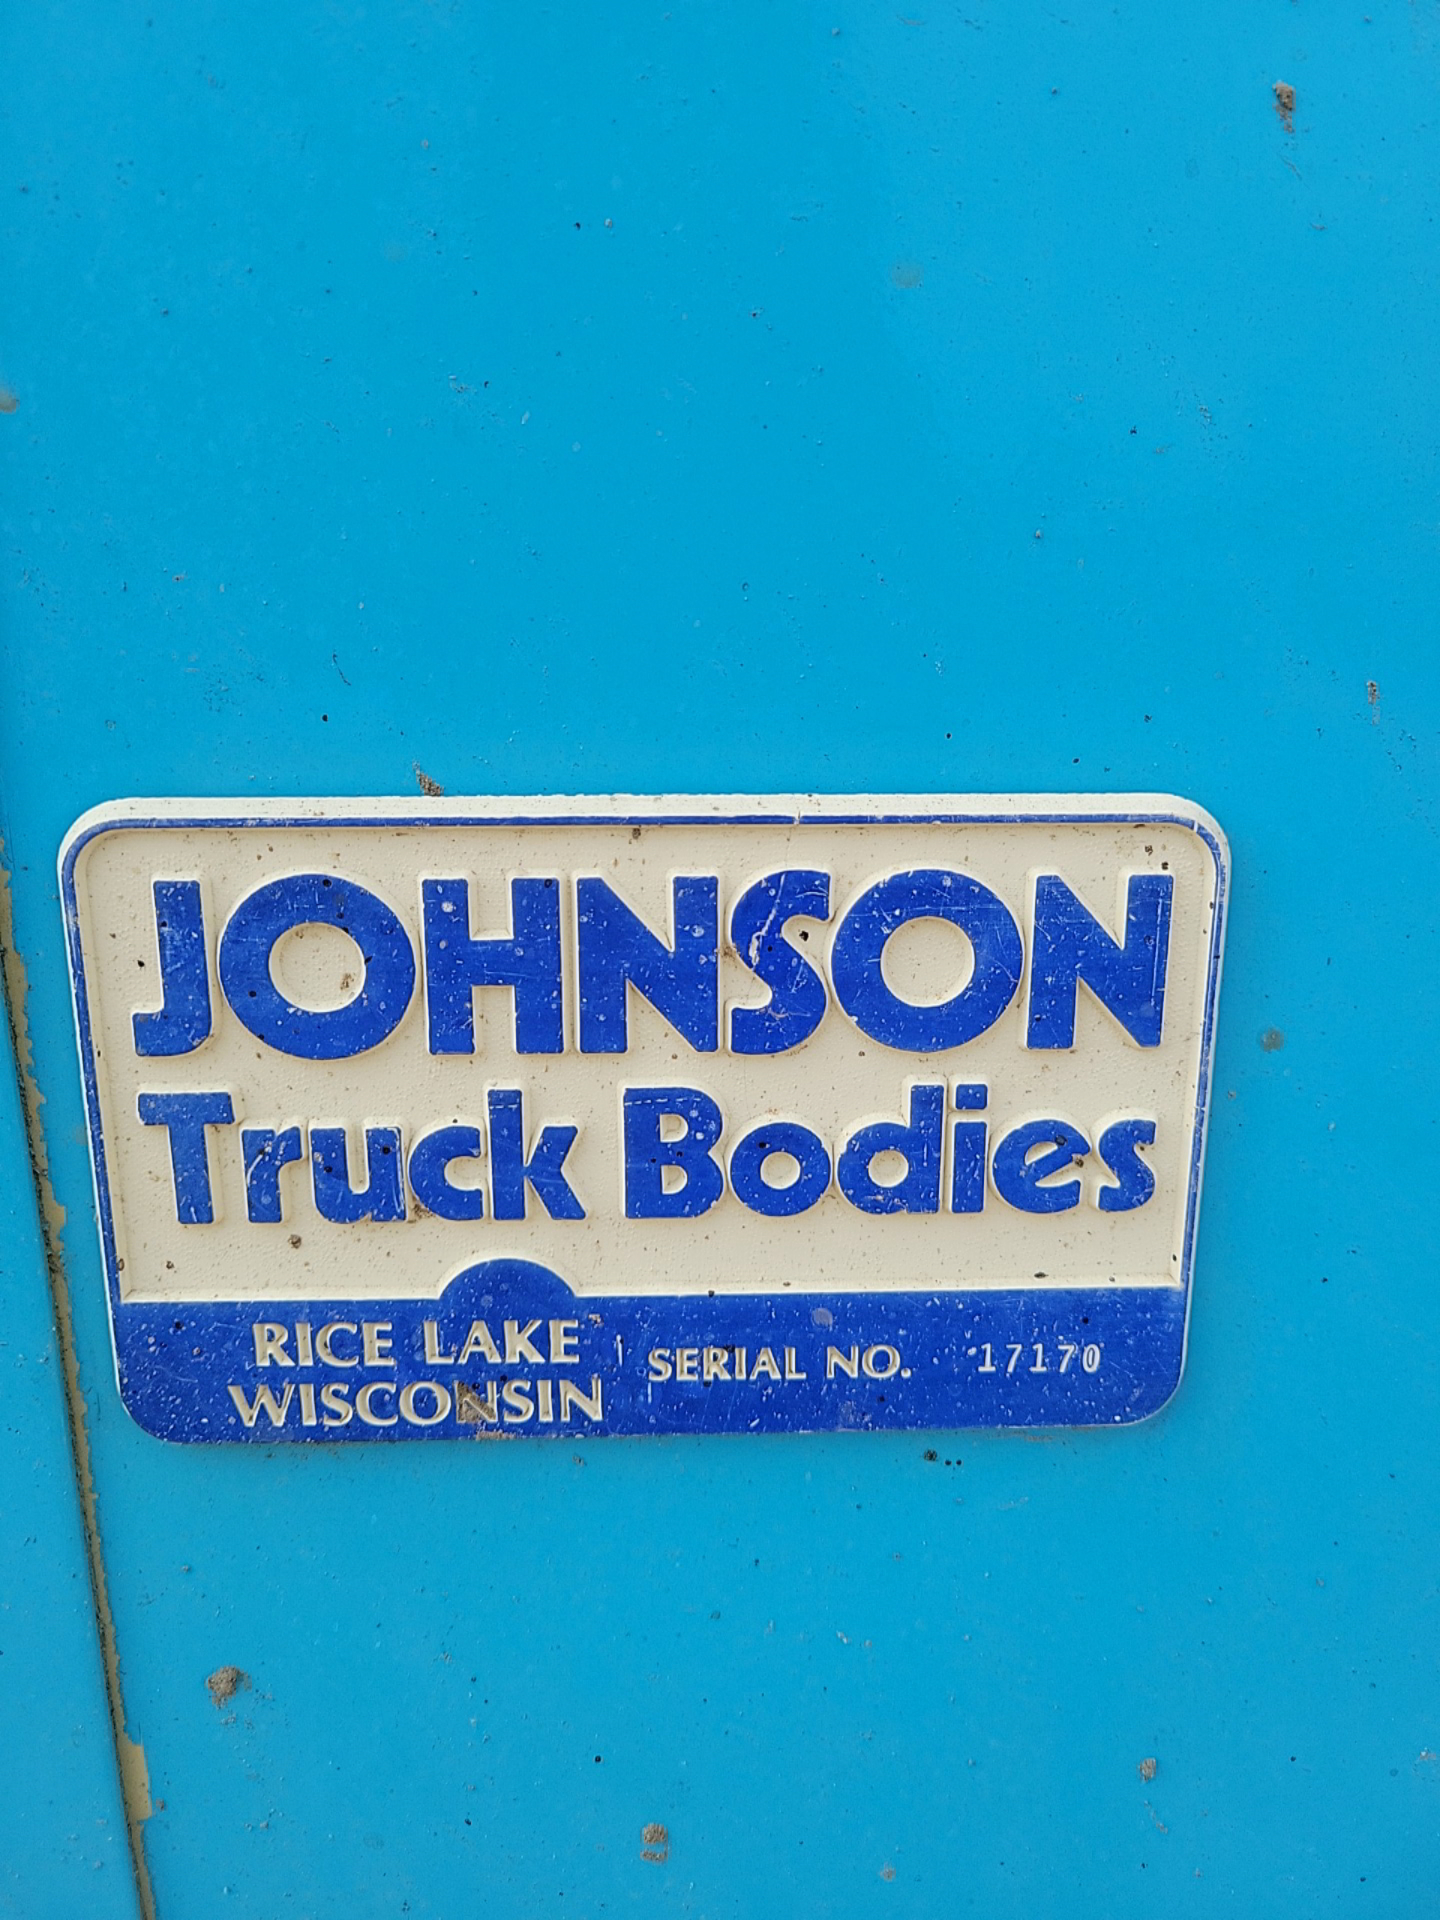 JOHNSON
Truck Bodies
RICE LAKE
WISCONSIN
SERIAL NO. 17170